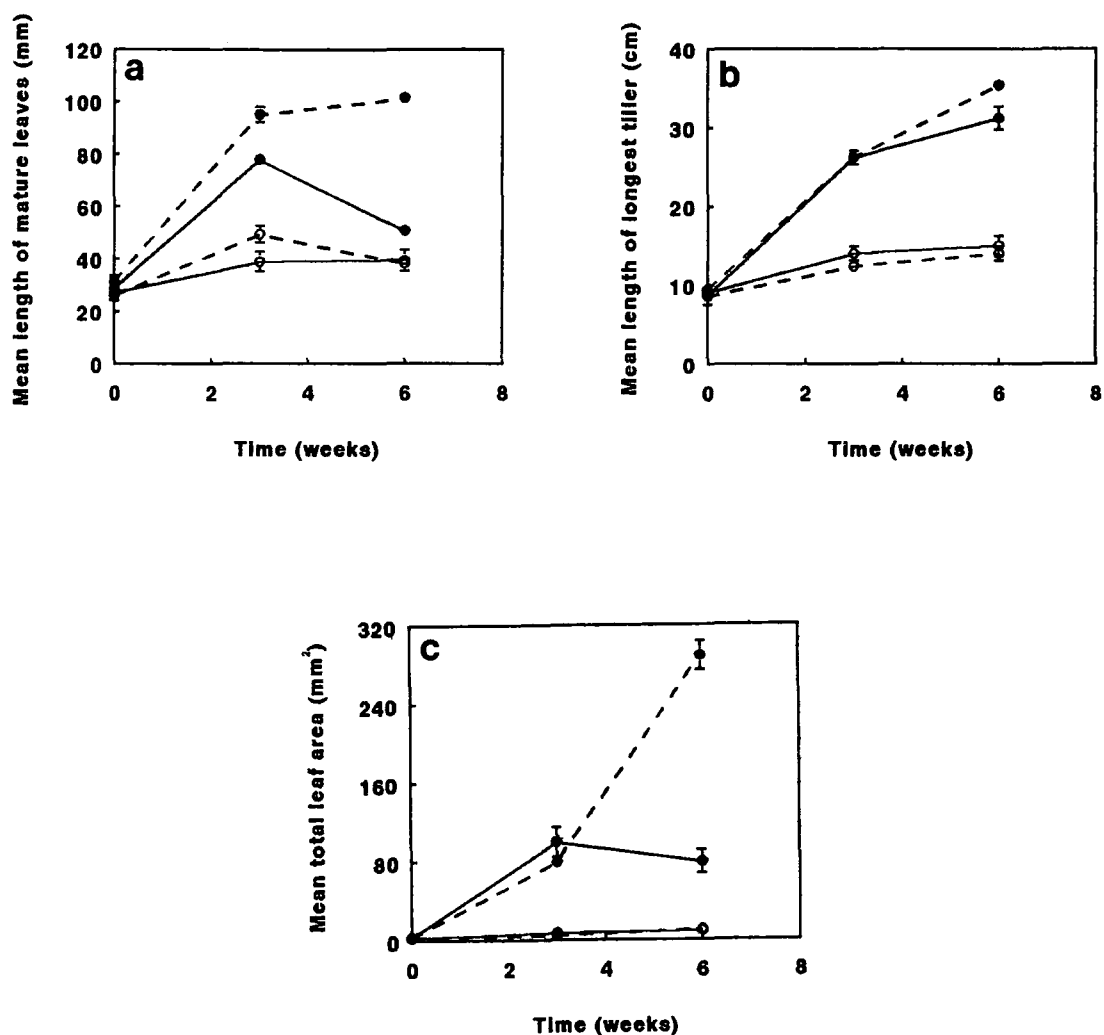 a
Mean length of mature leaves (mm)
120
100
80
60
40
20
0
0 2 4 6 8
Time (weeks)
b
Mean length of longest tiller (cm)
40
30
20
10
0
0 2 4 6 8
Time (weeks)
c
Mean total leaf area (mm²)
320
240
160
80
0
0 2 4 6 8
Time (weeks)